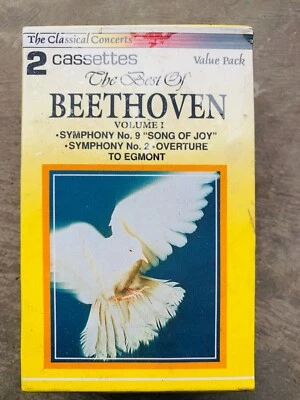 The Classical Concerts
2 cassettes Value Pack
The Best Of
BEETHOVEN
VOLUME I
•SYMPHONY No. 9 "SONG OF JOY"
•SYMPHONY No. 2 •OVERTURE
TO EGMONT